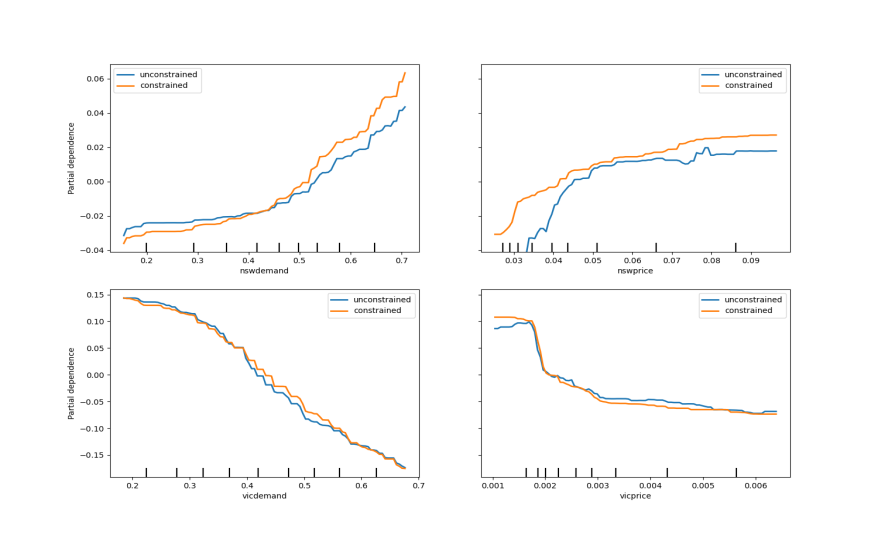 unconstrained
constrained
Partial dependence
0.06
0.04
0.02
0.00
−0.02
−0.04
0.2 0.3 0.4 0.5 0.6 0.7
nswdemand
unconstrained
constrained
0.03 0.04 0.05 0.06 0.07 0.08 0.09
nswprice
unconstrained
constrained
Partial dependence
0.15
0.10
0.05
0.00
−0.05
−0.10
−0.15
0.2 0.3 0.4 0.5 0.6 0.7
vicdemand
unconstrained
constrained
0.001 0.002 0.003 0.004 0.005 0.006
vicprice